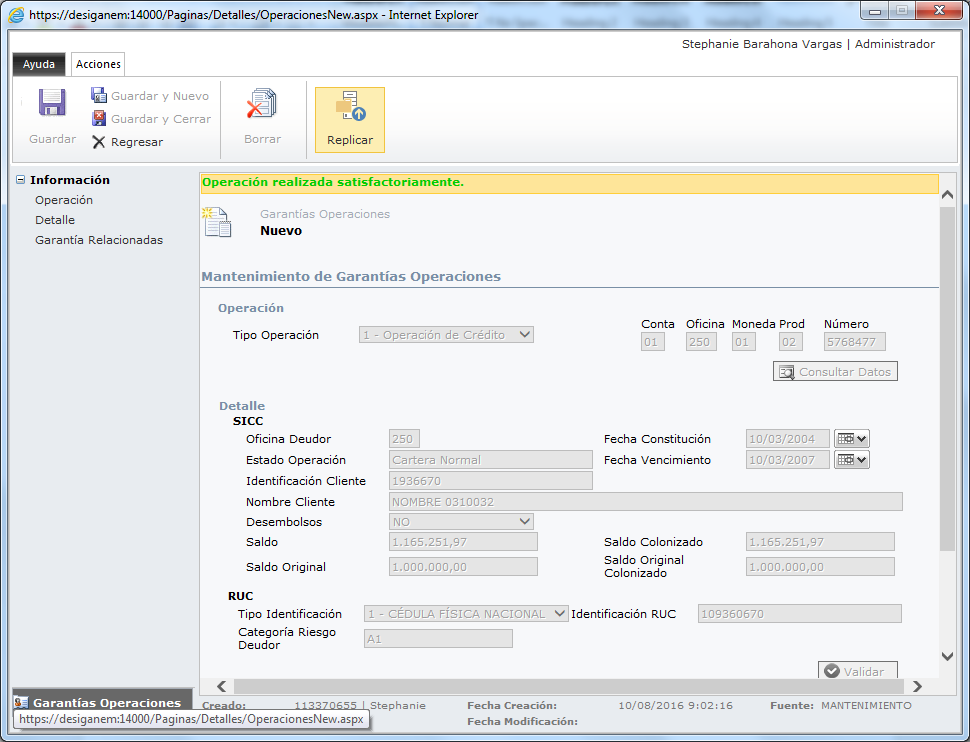 https://desiganem:14000/Paginas/Detalles/OperacionesNew.aspx - Internet Explorer
Stephanie Barahona Vargas | Administrador
Ayuda Acciones
Guardar y Nuevo
Guardar y Cerrar
Guardar Regresar Borrar Replicar
Información
Operación
Detalle
Garantía Relacionadas
Operación realizada satisfactoriamente.
Garantías Operaciones
Nuevo
Mantenimiento de Garantías Operaciones
Operación
Conta Oficina Moneda Prod Número
Tipo Operación 1 - Operación de Crédito 01 250 01 02 5768477
Consultar Datos
Detalle
SICC
Oficina Deudor 250 Fecha Constitución 10/03/2004
Estado Operación Cartera Normal Fecha Vencimiento 10/03/2007
Identificación Cliente 1936670
Nombre Cliente NOMBRE 0310032
Desembolsos NO
Saldo 1.165.251,97 Saldo Colonizado 1.165.251,97
Saldo Original 1.000.000,00 Saldo Original Colonizado 1.000.000,00
RUC
Tipo Identificación 1 - CÉDULA FÍSICA NACIONAL Identificación RUC 109360670
Categoría Riesgo Deudor A1
Validar
Garantías Operaciones
Creado: 113370655 | Stephanie Fecha Creación: 10/08/2016 9:02:16 Fuente: MANTENIMIENTO
Fecha Modificación:
https://desiganem:14000/Paginas/Detalles/OperacionesNew.aspx